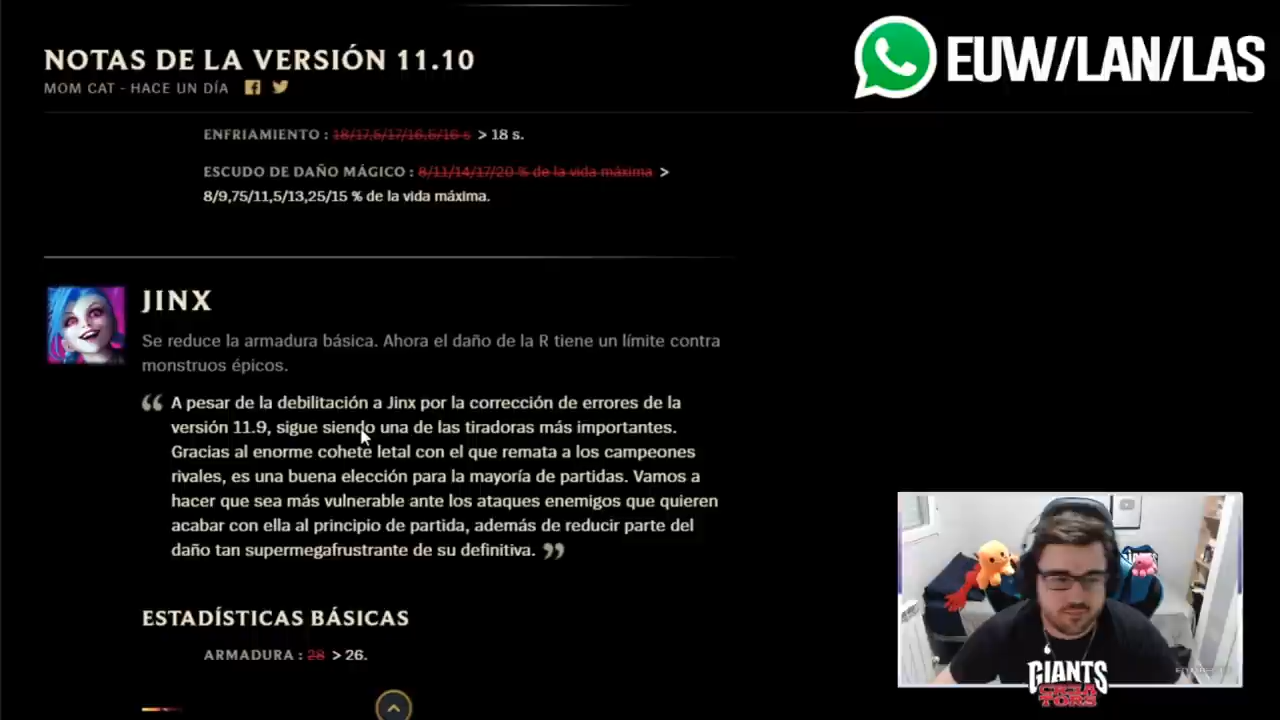 NOTAS DE LA VERSIÓN 11.10
MOM CAT - HACE UN DÍA
EUW/LAN/LAS
ENFRIAMIENTO : 18/17,5/17/16,5/16 s > 18 s.
ESCUDO DE DAÑO MÁGICO : 8/11/14/17/20 % de la vida máxima >
8/9,75/11,5/13,25/15 % de la vida máxima.
JINX
Se reduce la armadura básica. Ahora el daño de la R tiene un límite contra
monstruos épicos.
“ A pesar de la debilitación a Jinx por la corrección de errores de la
versión 11.9, sigue siendo una de las tiradoras más importantes.
Gracias al enorme cohete letal con el que remata a los campeones
rivales, es una buena elección para la mayoría de partidas. Vamos a
hacer que sea más vulnerable ante los ataques enemigos que quieren
acabar con ella al principio de partida, además de reducir parte del
daño tan supermegafrustrante de su definitiva. ”
ESTADÍSTICAS BÁSICAS
ARMADURA : 28 > 26.
GIANTS
CREA
TORS